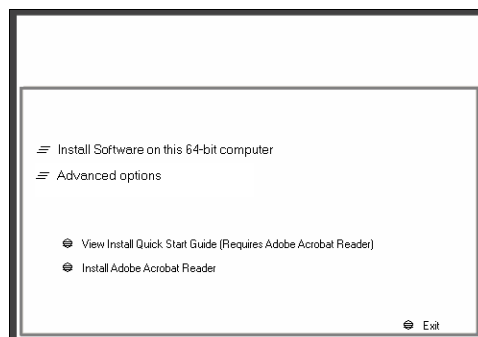 Install Software on this 64-bit computer
Advanced options
View Install Quick Start Guide (Requires Adobe Acrobat Reader)
Install Adobe Acrobat Reader
Exit